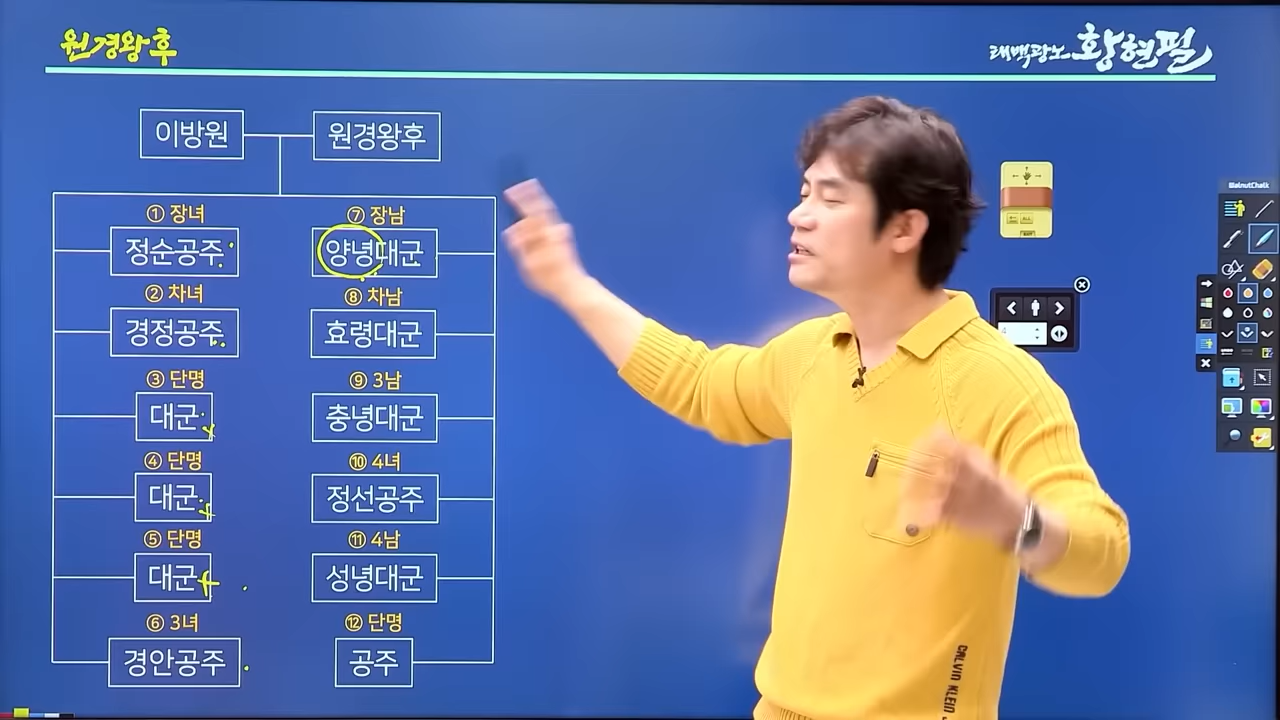 원경왕후
태백광노 황현필
이방원
원경왕후
① 장녀
정순공주
② 차녀
경정공주
③ 단명
대군
④ 단명
대군
⑤ 단명
대군
⑥ 3녀
경안공주
⑦ 장남
양녕대군
⑧ 차남
효령대군
⑨ 3남
충녕대군
⑩ 4녀
정선공주
⑪ 4남
성녕대군
⑫ 단명
공주
WalnutChalk
CALVIN KLEIN J